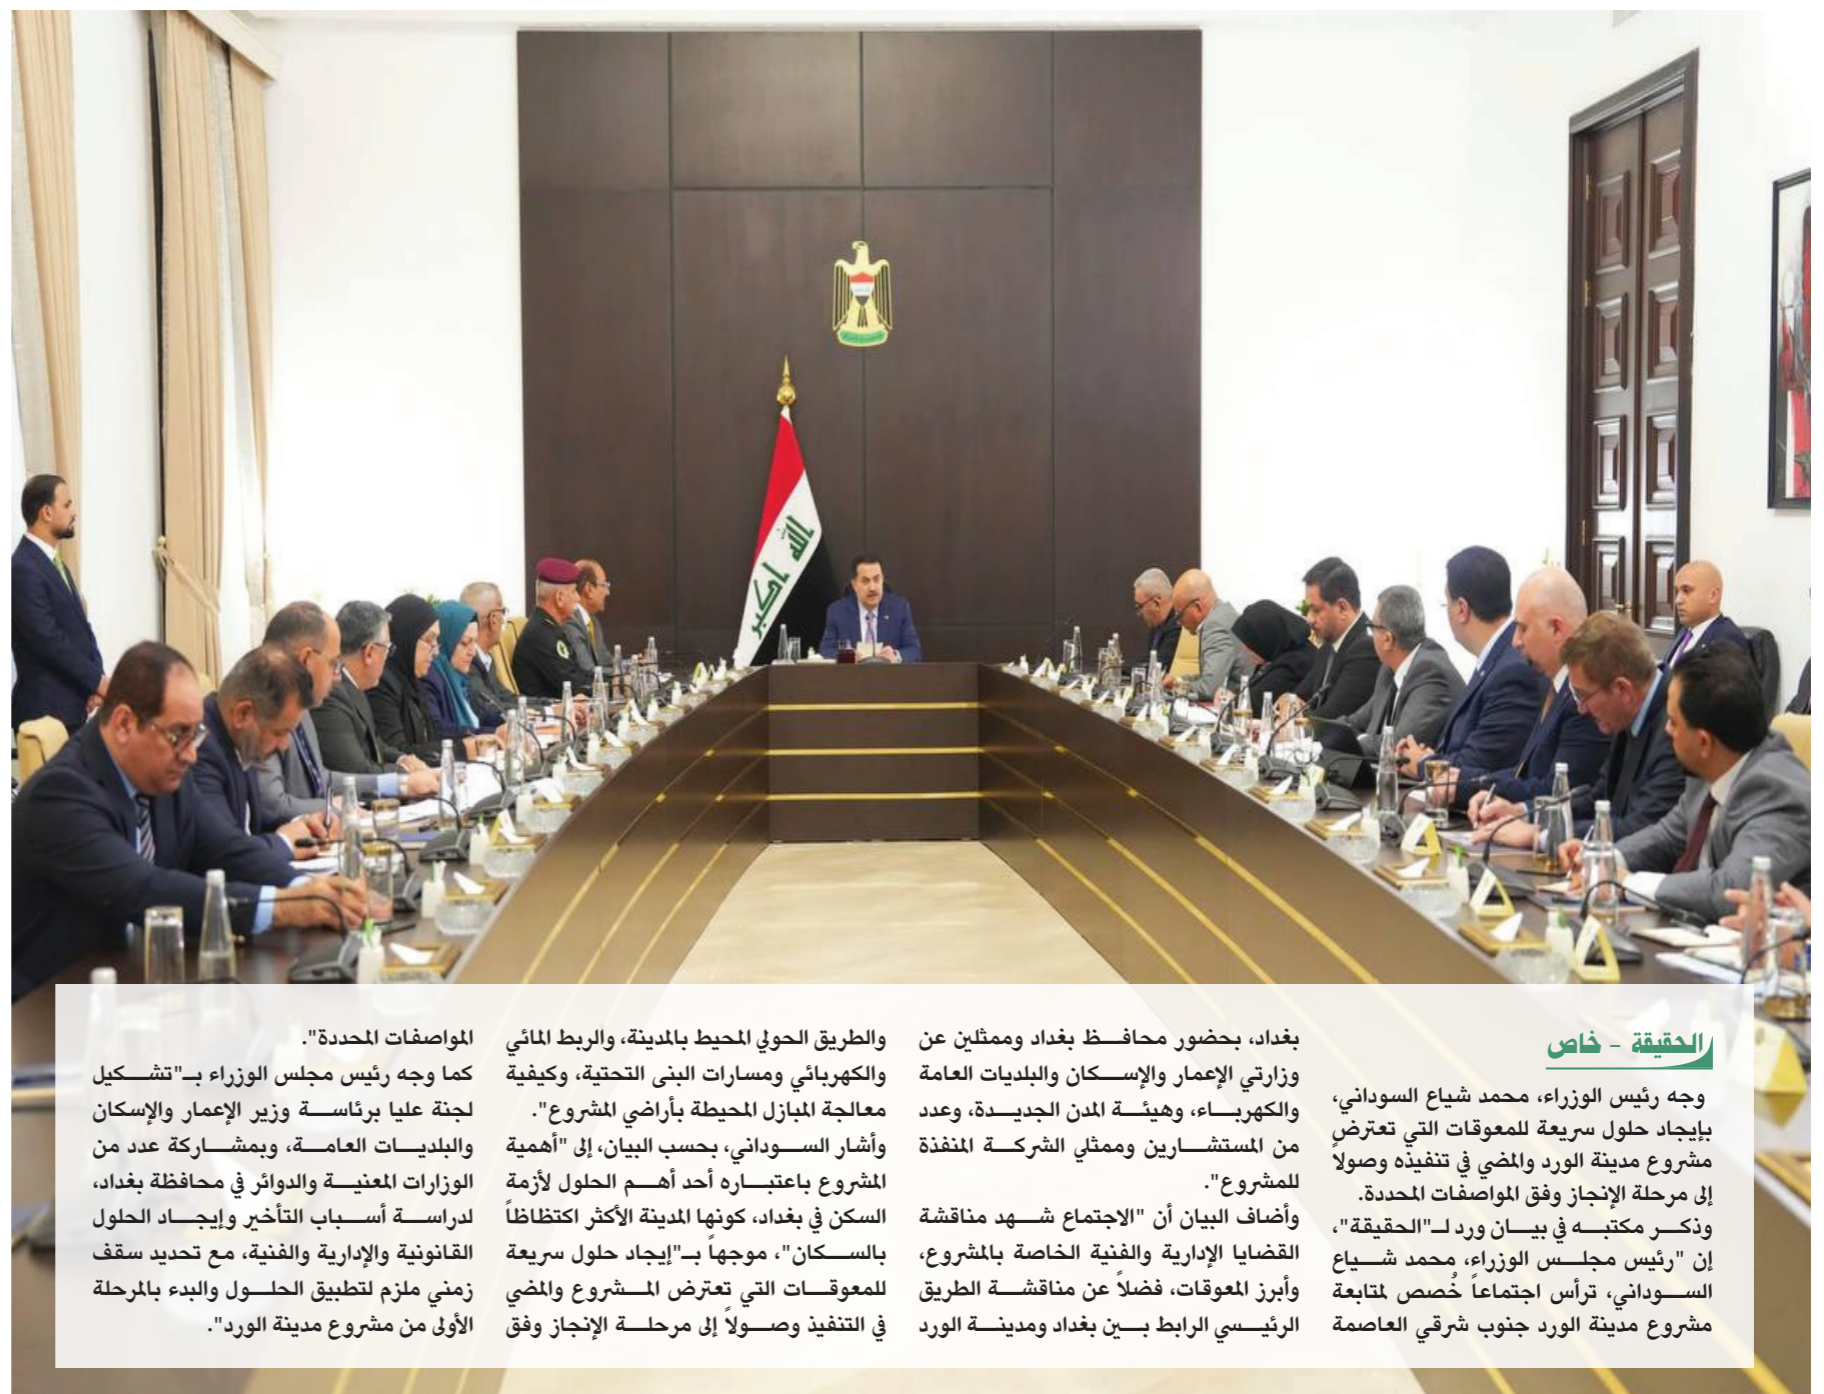 الله اكبر
الحقيقة - خاص
وجه رئيس الوزراء، محمد شياع السوداني،
بإيجاد حلول سريعة للمعوقات التي تعترض
مشروع مدينة الورد والمضي في تنفيذه وصولاً
إلى مرحلة الإنجاز وفق المواصفات المحددة.
وذكر مكتبه في بيان ورد لـ"الحقيقة"،
إن "رئيس مجلس الوزراء، محمد شياع
السوداني، ترأس اجتماعاً خُصص لمتابعة
مشروع مدينة الورد جنوب شرقي العاصمة
بغداد، بحضور محافظ بغداد وممثلين عن
وزارتي الإعمار والإسكان والبلديات العامة
والكهرباء، وهيئة المدن الجديدة، وعدد
من المستشارين وممثلي الشركة المنفذة
للمشروع".
وأضاف البيان أن "الاجتماع شهد مناقشة
القضايا الإدارية والفنية الخاصة بالمشروع،
وأبرز المعوقات، فضلاً عن مناقشة الطريق
الرئيسي الرابط بين بغداد ومدينة الورد
والطريق الحولي المحيط بالمدينة، والربط المائي
والكهربائي ومسارات البنى التحتية، وكيفية
معالجة المبازل المحيطة بأراضي المشروع".
وأشار السوداني، بحسب البيان، إلى "أهمية
المشروع باعتباره أحد أهم الحلول لأزمة
السكن في بغداد، كونها المدينة الأكثر اكتظاظاً
بالسكان"، موجهاً بـ"إيجاد حلول سريعة
للمعوقات التي تعترض المشروع والمضي
في التنفيذ وصولاً إلى مرحلة الإنجاز وفق
المواصفات المحددة".
كما وجه رئيس مجلس الوزراء بـ"تشكيل
لجنة عليا برئاسة وزير الإعمار والإسكان
والبلديات العامة، وبمشاركة عدد من
الوزارات المعنية والدوائر في محافظة بغداد،
لدراسة أسباب التأخير وإيجاد الحلول
القانونية والإدارية والفنية، مع تحديد سقف
زمني ملزم لتطبيق الحلول والبدء بالمرحلة
الأولى من مشروع مدينة الورد".